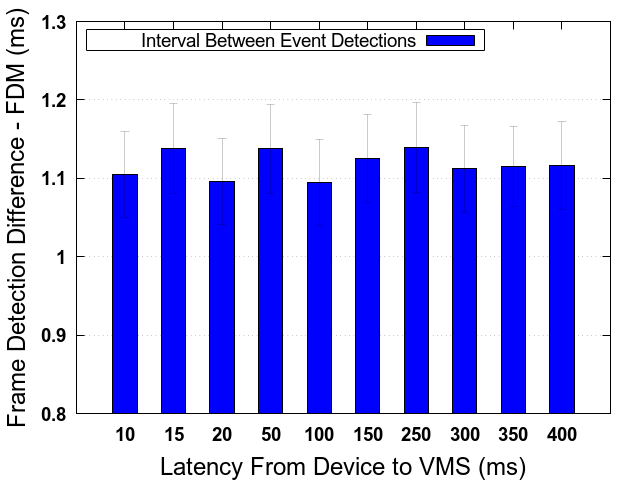 Frame Detection Difference - FDM (ms)
1.3
1.2
1.1
1
0.9
0.8
Interval Between Event Detections
10 15 20 50 100 150 250 300 350 400
Latency From Device to VMS (ms)